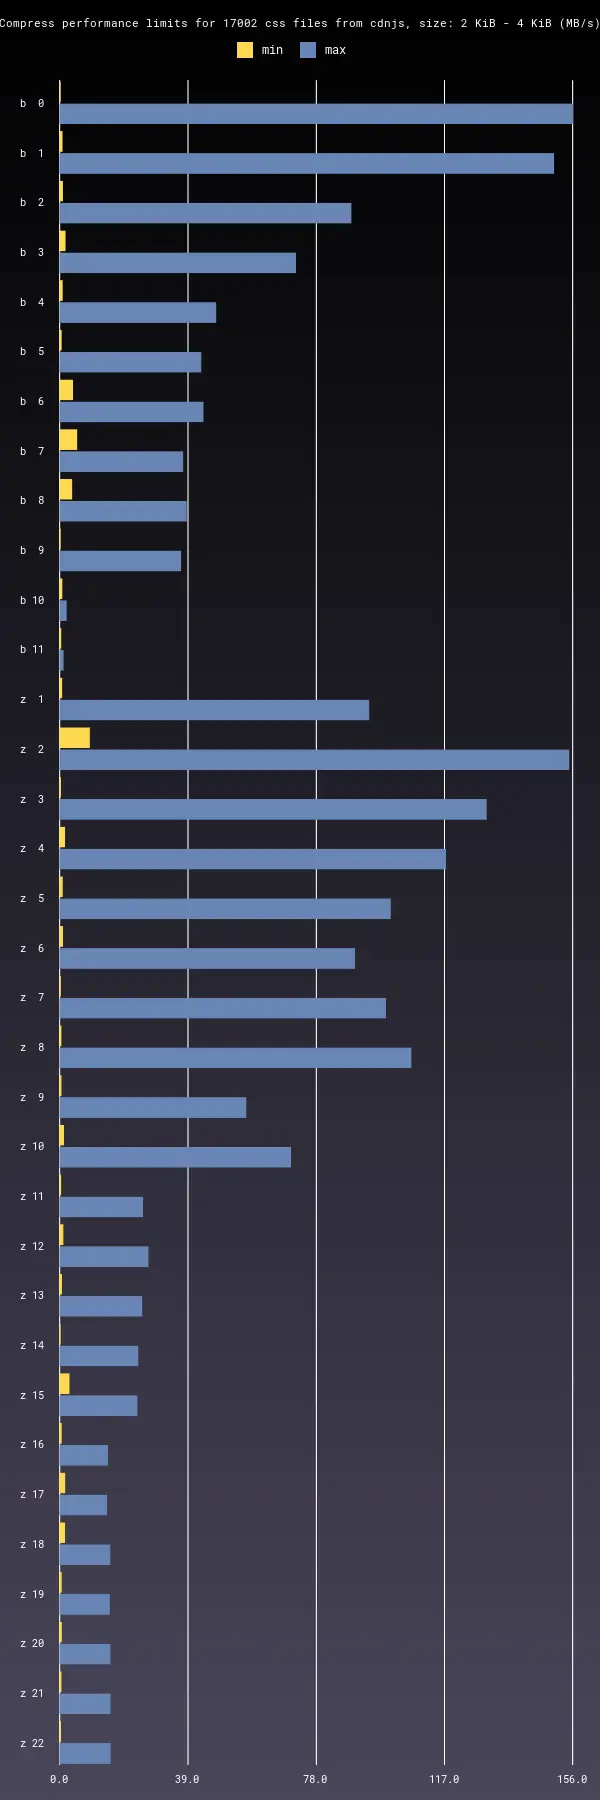 Compress performance limits for 17002 css files from cdnjs, size: 2 KiB - 4 KiB (MB/s)
min max
b 0
b 1
b 2
b 3
b 4
b 5
b 6
b 7
b 8
b 9
b 10
b 11
z 1
z 2
z 3
z 4
z 5
z 6
z 7
z 8
z 9
z 10
z 11
z 12
z 13
z 14
z 15
z 16
z 17
z 18
z 19
z 20
z 21
z 22
0.0 39.0 78.0 117.0 156.0